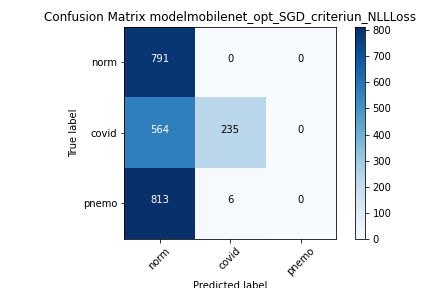 Confusion Matrix modelmobilenet_opt_SGD_criteriun_NLLLoss
True label
norm 791 0 0
covid 564 235 0
pnemo 813 6 0
norm covid pnemo
Predicted label
800
700
600
500
400
300
200
100
0